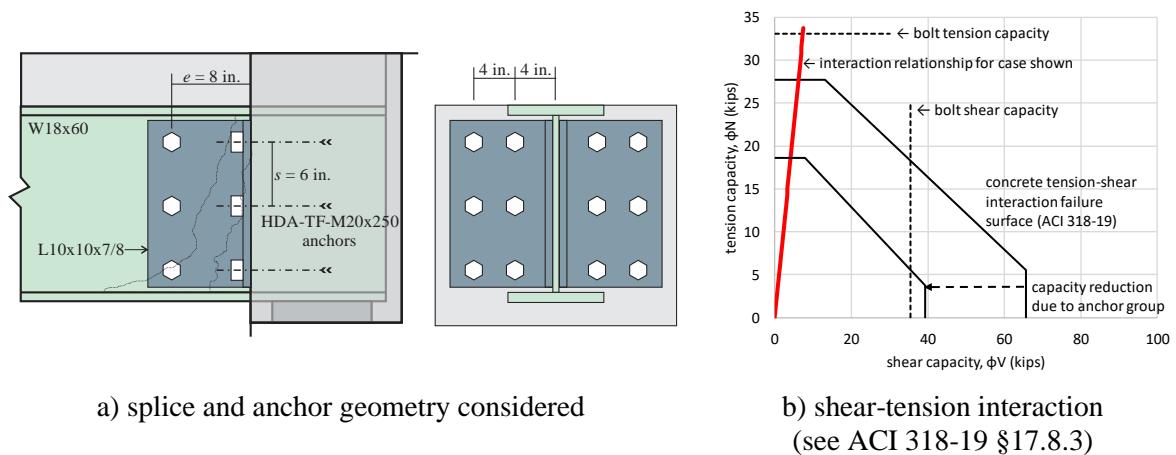 e = 8 in.
W18x60
s = 6 in.
HDA-TF-M20x250
anchors
L10x10x7/8
4 in. 4 in.
a) splice and anchor geometry considered
tension capacity, ϕN (kips)
35
30
25
20
15
10
5
0
← bolt tension capacity
← interaction relationship for case shown
← bolt shear capacity
concrete tension-shear
interaction failure
surface (ACI 318-19)
capacity reduction
due to anchor group
0 20 40 60 80 100
shear capacity, ϕV (kips)
b) shear-tension interaction
(see ACI 318-19 §17.8.3)